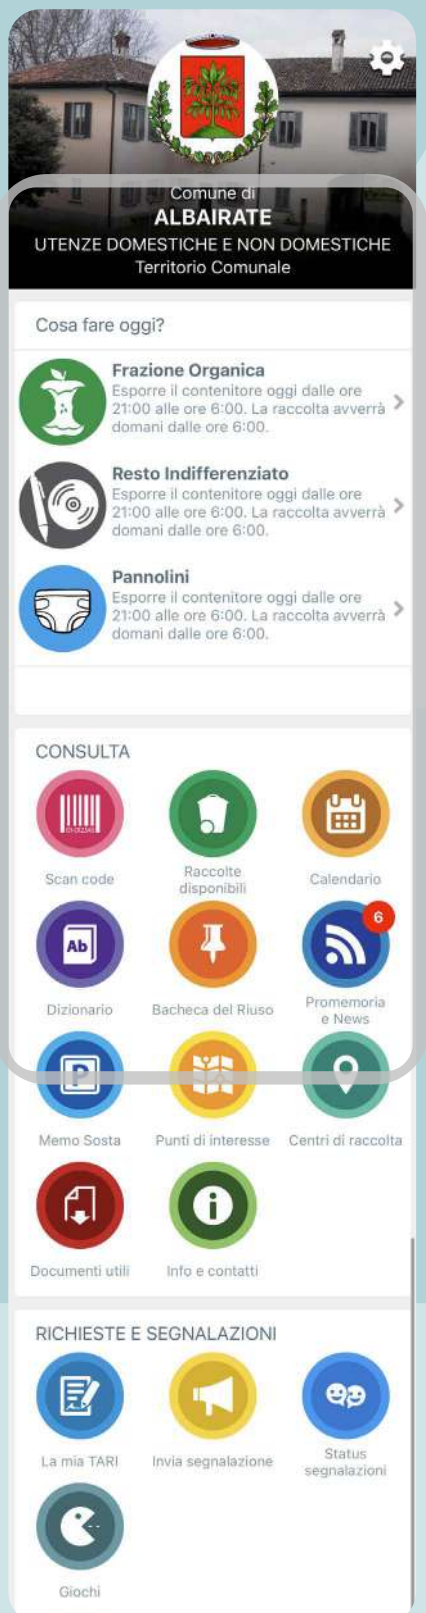 Comune di
ALBAIRATE
UTENZE DOMESTICHE E NON DOMESTICHE
Territorio Comunale
Cosa fare oggi?
Frazione Organica
Esporre il contenitore oggi dalle ore
21:00 alle ore 6:00. La raccolta avverrà
domani dalle ore 6:00.
Resto Indifferenziato
Esporre il contenitore oggi dalle ore
21:00 alle ore 6:00. La raccolta avverrà
domani dalle ore 6:00.
Pannolini
Esporre il contenitore oggi dalle ore
21:00 alle ore 6:00. La raccolta avverrà
domani dalle ore 6:00.
CONSULTA
Scan code
Raccolte
disponibili
Calendario
6
Ab
Dizionario
Bacheca del Riuso
Promemoria
e News
P
Memo Sosta
Punti di interesse
Centri di raccolta
Documenti utili
Info e contatti
RICHIESTE E SEGNALAZIONI
La mia TARI
Invia segnalazione
Status
segnalazioni
Giochi